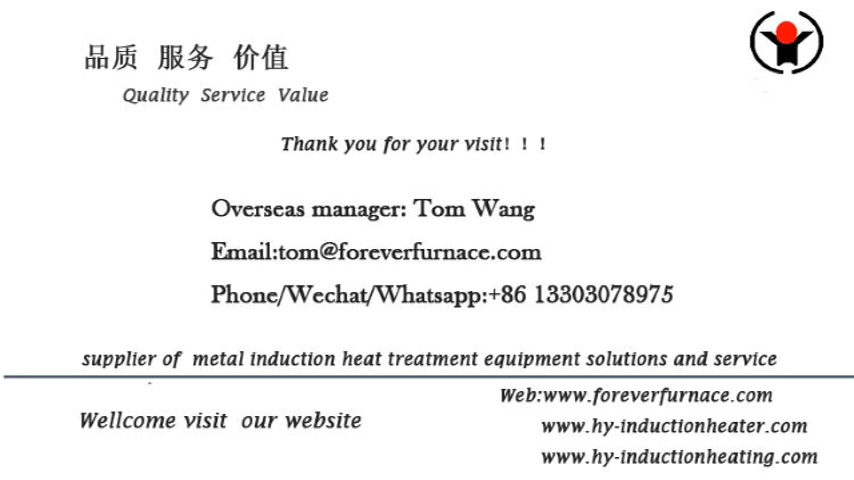 品质 服务 价值
Quality Service Value
Thank you for your visit！！！
Overseas manager: Tom Wang
Email:tom@foreverfurnace.com
Phone/Wechat/Whatsapp:+86 13303078975
supplier of metal induction heat treatment equipment solutions and service
Web:www.foreverfurnace.com
Wellcome visit our website
www.hy-inductionheater.com
www.hy-inductionheating.com